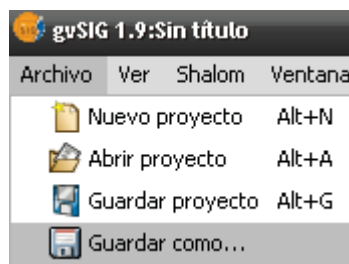 gvSIG 1.9:Sin título
Archivo Ver Shalom Ventana
Nuevo proyecto Alt+N
Abrir proyecto Alt+A
Guardar proyecto Alt+G
Guardar como...